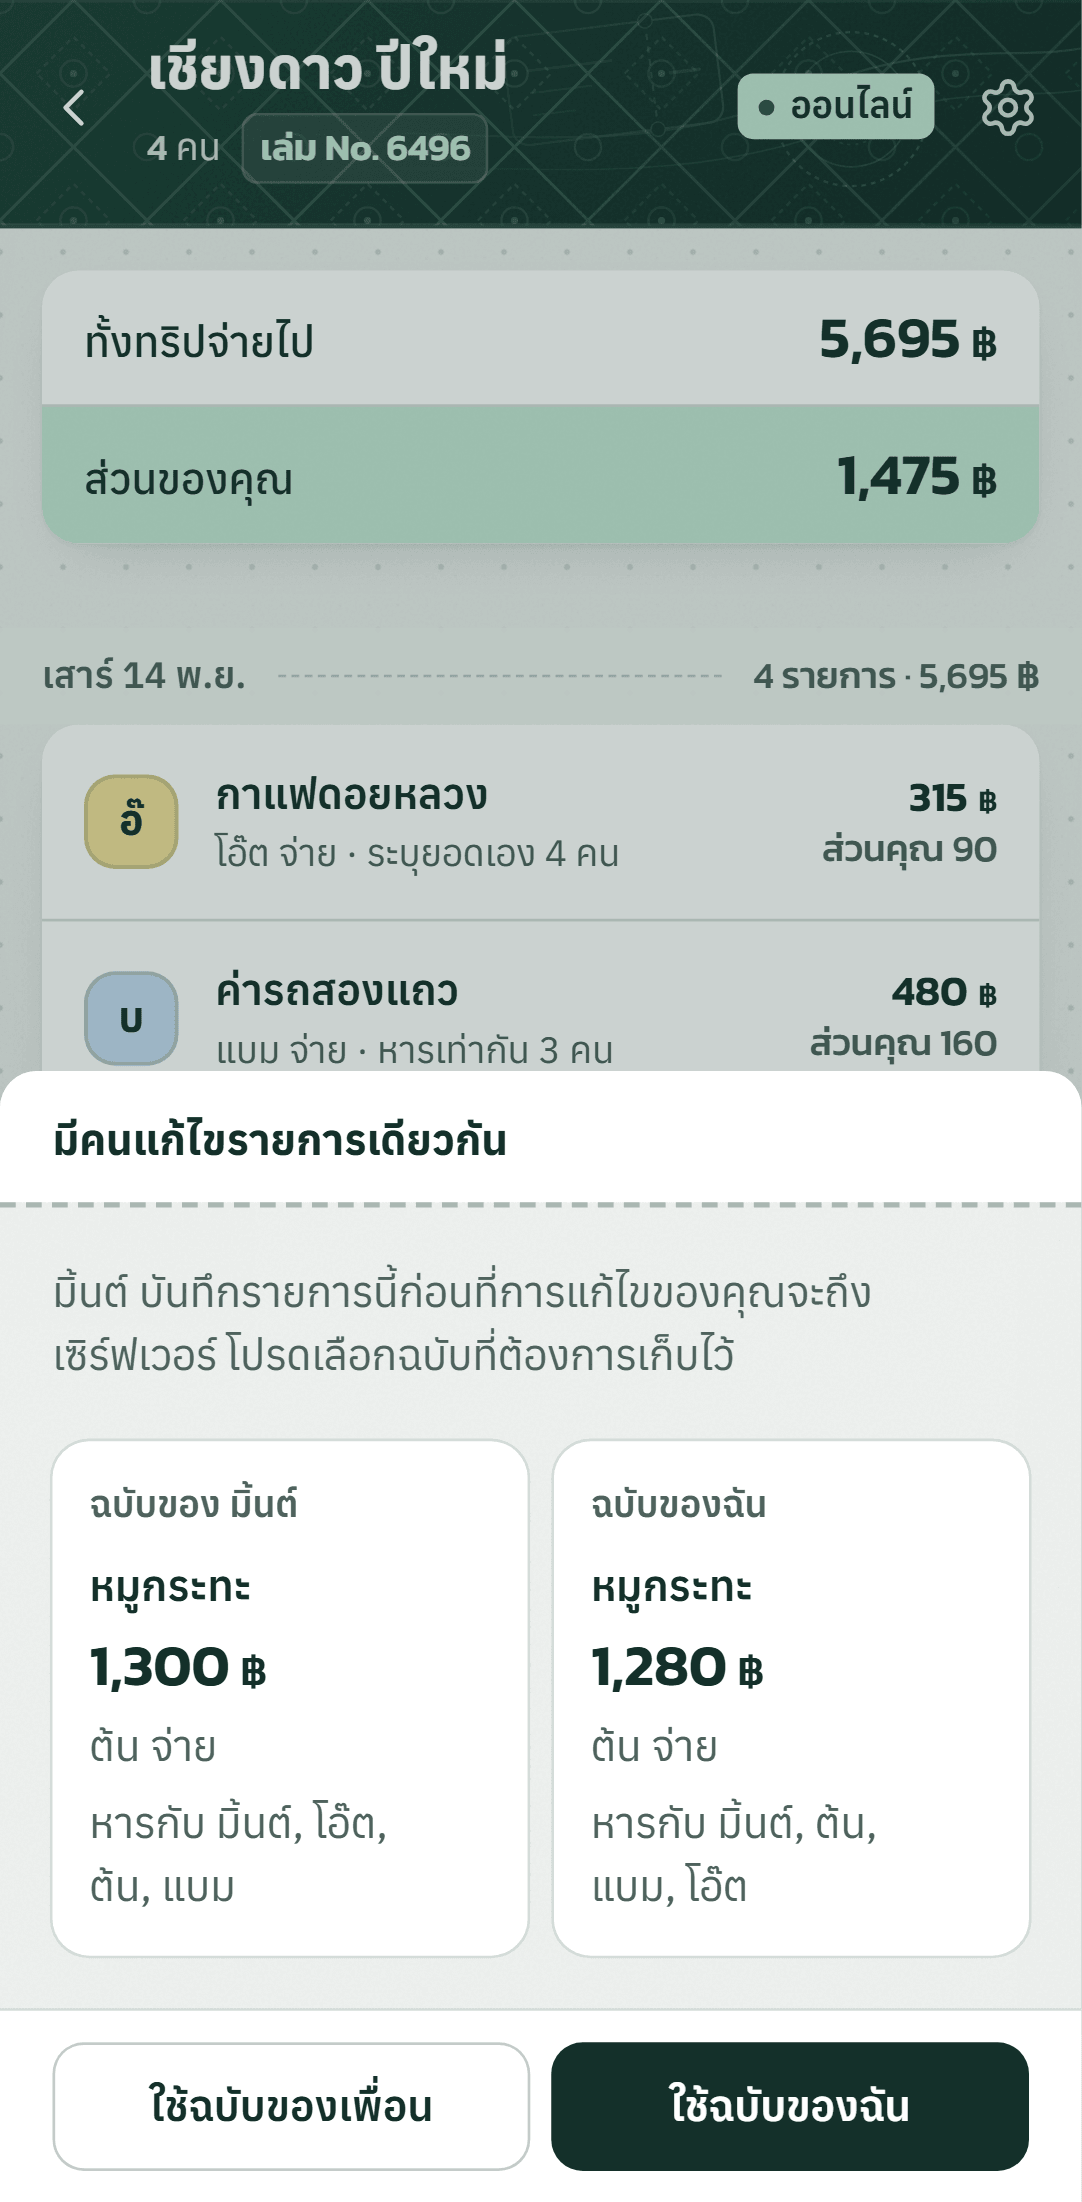 เชียงดาว ปีใหม่
4 คน เล่ม No. 6496
ออนไลน์
ทั้งทริปจ่ายไป 5,695 ฿
ส่วนของคุณ 1,475 ฿
เสาร์ 14 พ.ย. 4 รายการ · 5,695 ฿
อ๊
กาแฟดอยหลวง 315 ฿
โอ๊ต จ่าย · ระบุยอดเอง 4 คน ส่วนคุณ 90
บ
ค่ารถสองแถว 480 ฿
แบม จ่าย · หารเท่ากัน 3 คน ส่วนคุณ 160
มีคนแก้ไขรายการเดียวกัน
มิ้นต์ บันทึกรายการนี้ก่อนที่การแก้ไขของคุณจะถึง
เซิร์ฟเวอร์ โปรดเลือกฉบับที่ต้องการเก็บไว้
ฉบับของ มิ้นต์
หมูกระทะ
1,300 ฿
ต้น จ่าย
หารกับ มิ้นต์, โอ๊ต,
ต้น, แบม
ฉบับของฉัน
หมูกระทะ
1,280 ฿
ต้น จ่าย
หารกับ มิ้นต์, ต้น,
แบม, โอ๊ต
ใช้ฉบับของเพื่อน
ใช้ฉบับของฉัน